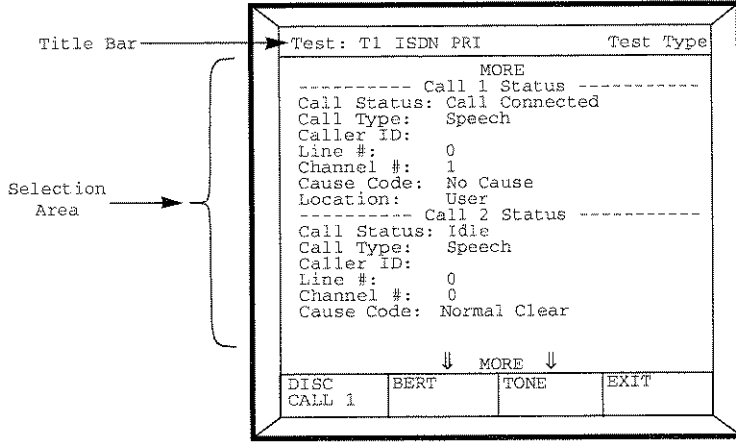 Title Bar
Test: T1 ISDN PRI Test Type
MORE
---------- Call 1 Status -----------
Call Status: Call Connected
Call Type: Speech
Caller ID:
Line #: 0
Channel #: 1
Cause Code: No Cause
Location: User
Selection
Area
---------- Call 2 Status -----------
Call Status: Idle
Call Type: Speech
Caller ID:
Line #: 0
Channel #: 0
Cause Code: Normal Clear
⇓ MORE ⇓
DISC
CALL 1
BERT
TONE
EXIT